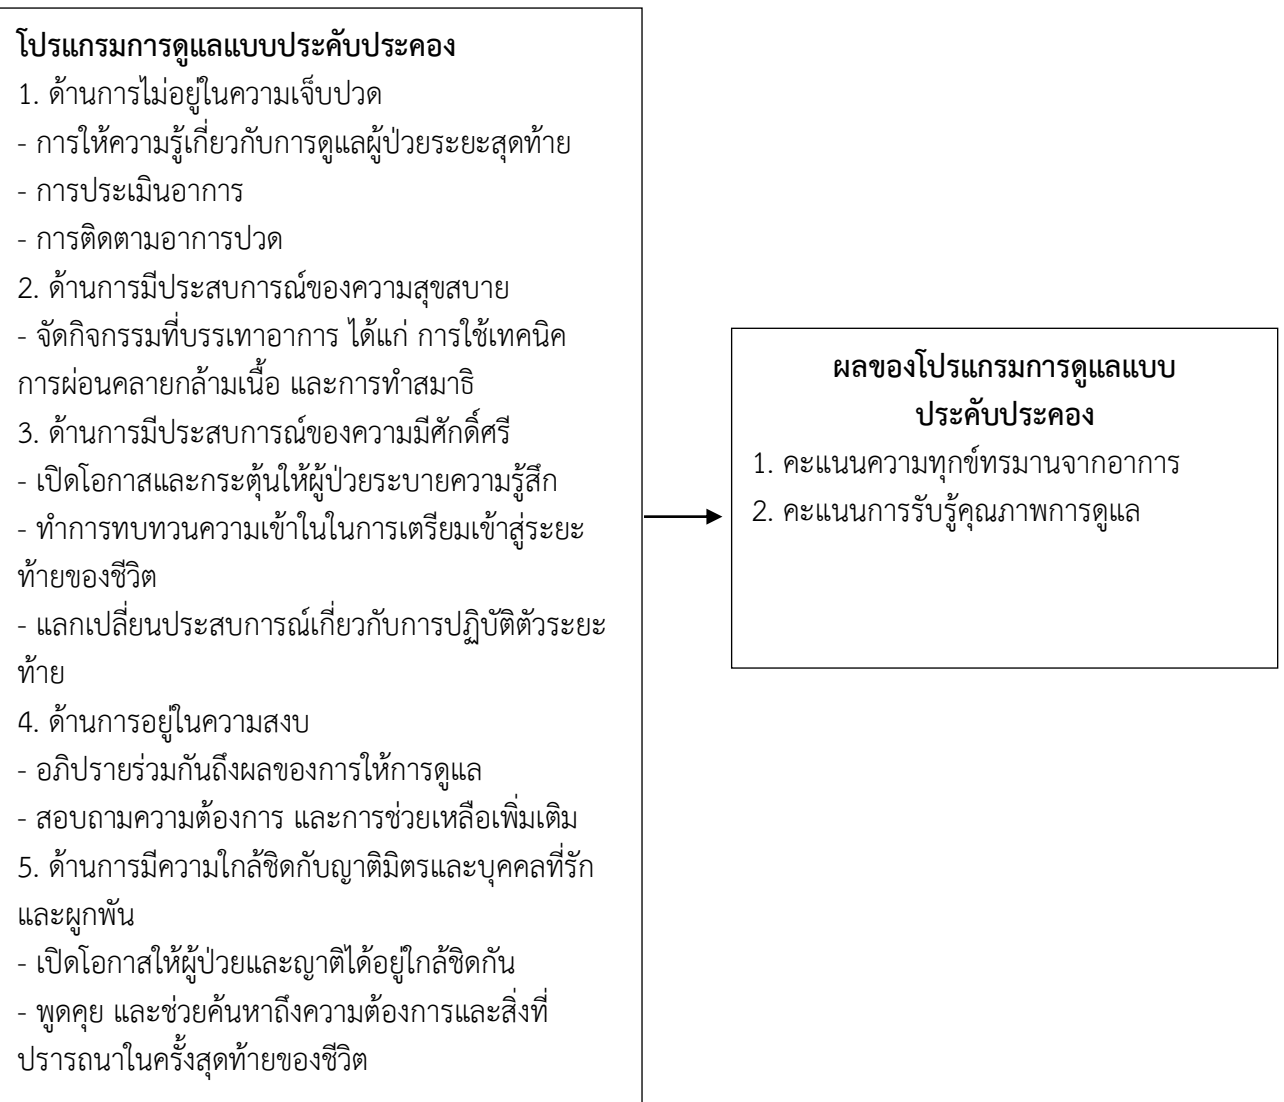 โปรแกรมการดูแลแบบประคับประคอง
1. ด้านการไม่อยู่ในความเจ็บปวด
- การให้ความรู้เกี่ยวกับการดูแลผู้ป่วยระยะสุดท้าย
- การประเมินอาการ
- การติดตามอาการปวด
2. ด้านการมีประสบการณ์ของความสุขสบาย
- จัดกิจกรรมที่บรรเทาอาการ ได้แก่ การใช้เทคนิค
การผ่อนคลายกล้ามเนื้อ และการทำสมาธิ
3. ด้านการมีประสบการณ์ของความมีศักดิ์ศรี
- เปิดโอกาสและกระตุ้นให้ผู้ป่วยระบายความรู้สึก
- ทำการทบทวนความเข้าในในการเตรียมเข้าสู่ระยะ
ท้ายของชีวิต
- แลกเปลี่ยนประสบการณ์เกี่ยวกับการปฏิบัติตัวระยะ
ท้าย
4. ด้านการอยู่ในความสงบ
- อภิปรายร่วมกันถึงผลของการให้การดูแล
- สอบถามความต้องการ และการช่วยเหลือเพิ่มเติม
5. ด้านการมีความใกล้ชิดกับญาติมิตรและบุคคลที่รัก
และผูกพัน
- เปิดโอกาสให้ผู้ป่วยและญาติได้อยู่ใกล้ชิดกัน
- พูดคุย และช่วยค้นหาถึงความต้องการและสิ่งที่
ปรารถนาในครั้งสุดท้ายของชีวิต
ผลของโปรแกรมการดูแลแบบ
ประคับประคอง
1. คะแนนความทุกข์ทรมานจากอาการ
2. คะแนนการรับรู้คุณภาพการดูแล